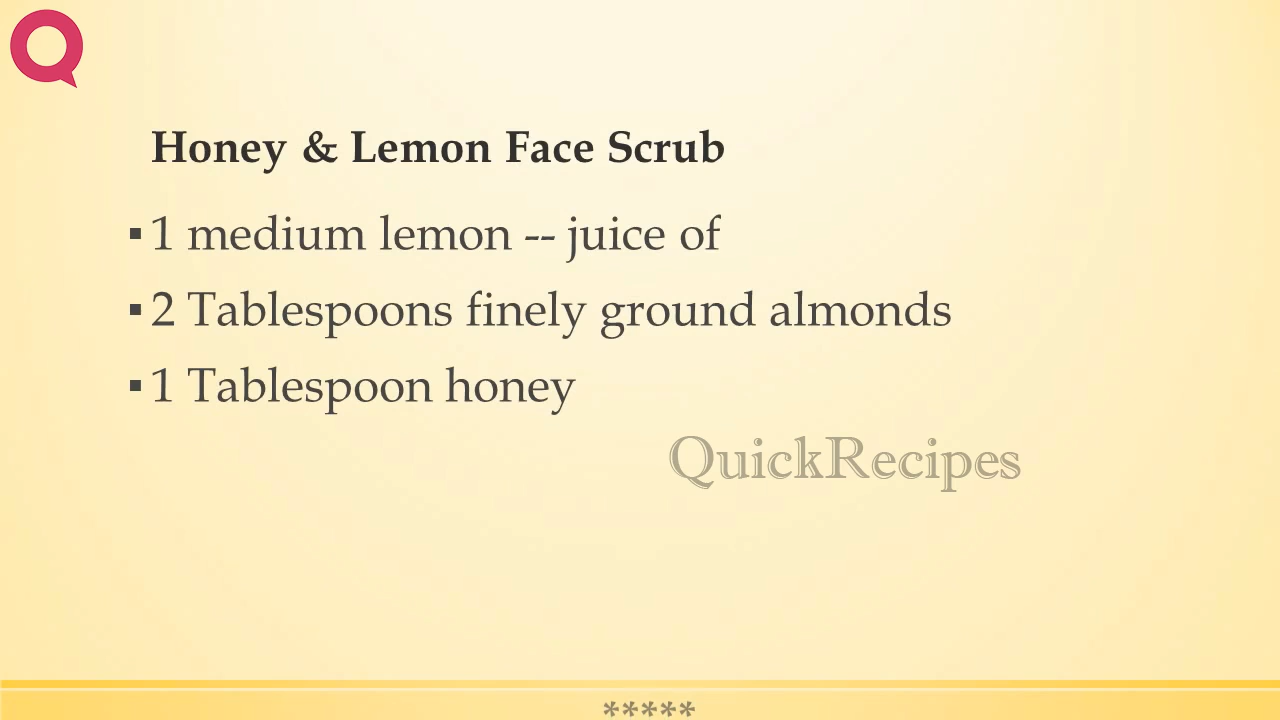 Honey & Lemon Face Scrub
▪ 1 medium lemon -- juice of
▪ 2 Tablespoons finely ground almonds
▪ 1 Tablespoon honey
QuickRecipes
*****